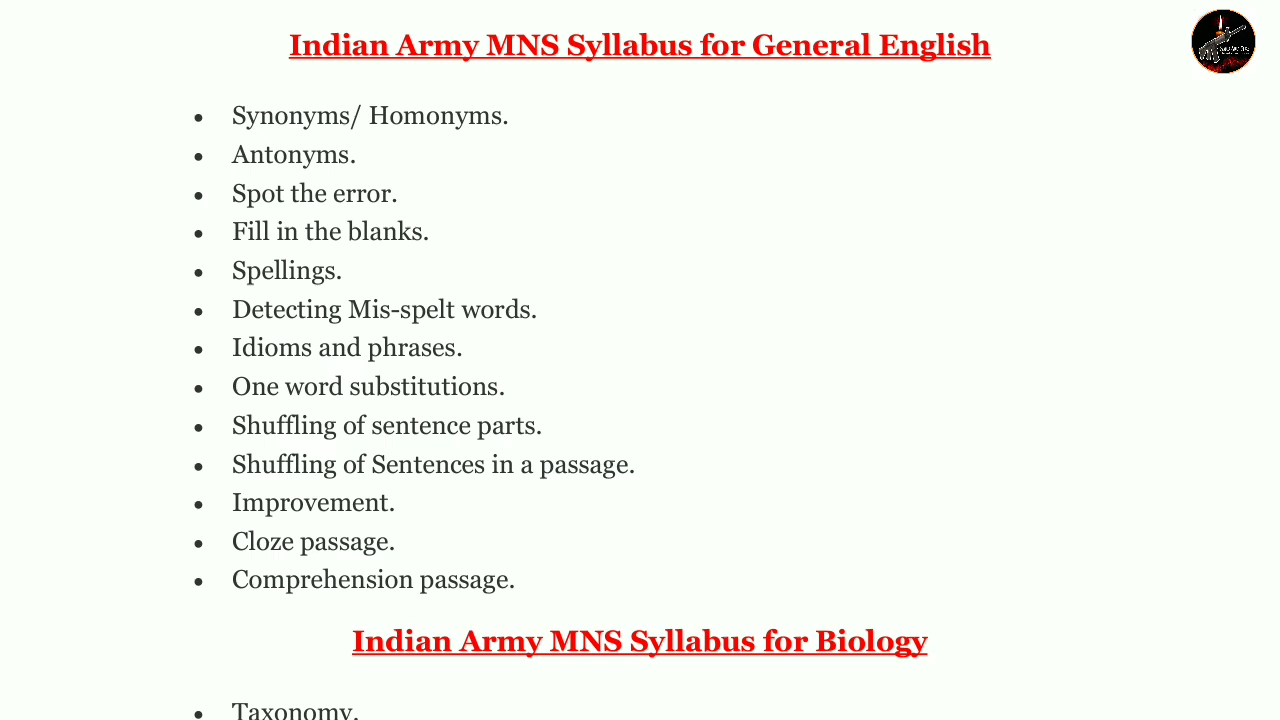 Indian Army MNS Syllabus for General English
• Synonyms/ Homonyms.
• Antonyms.
• Spot the error.
• Fill in the blanks.
• Spellings.
• Detecting Mis-spelt words.
• Idioms and phrases.
• One word substitutions.
• Shuffling of sentence parts.
• Shuffling of Sentences in a passage.
• Improvement.
• Cloze passage.
• Comprehension passage.
Indian Army MNS Syllabus for Biology
• Taxonomy.